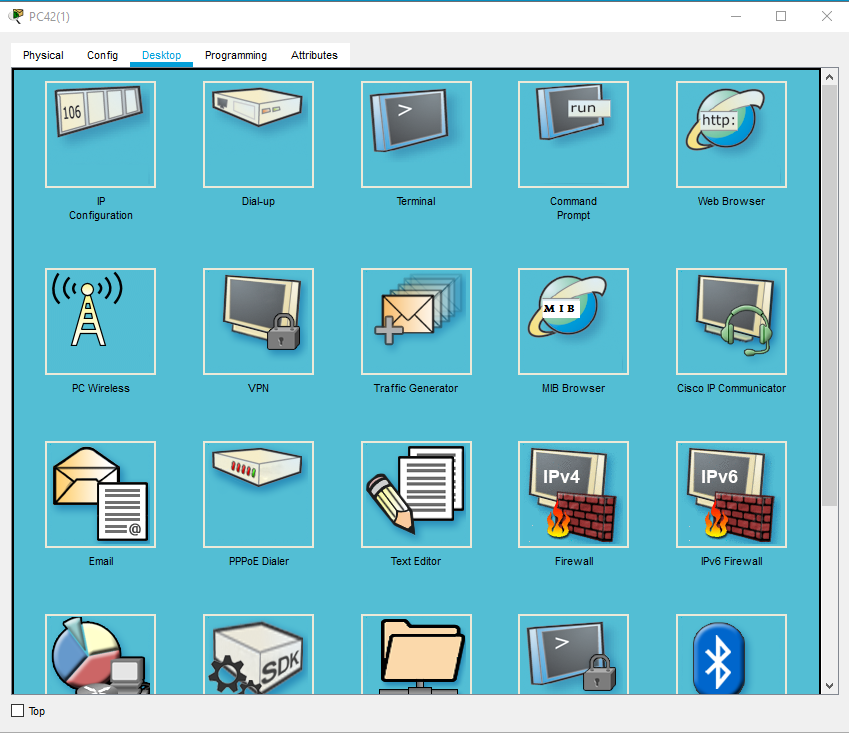 PC42(1)
Physical Config Desktop Programming Attributes
106
>
run
http:
IP
Configuration
Dial-up
Terminal
Command
Prompt
Web Browser
MIB
PC Wireless
VPN
Traffic Generator
MIB Browser
Cisco IP Communicator
@
IPv4
IPv6
Email
PPPoE Dialer
Text Editor
Firewall
IPv6 Firewall
SDK
>
Top